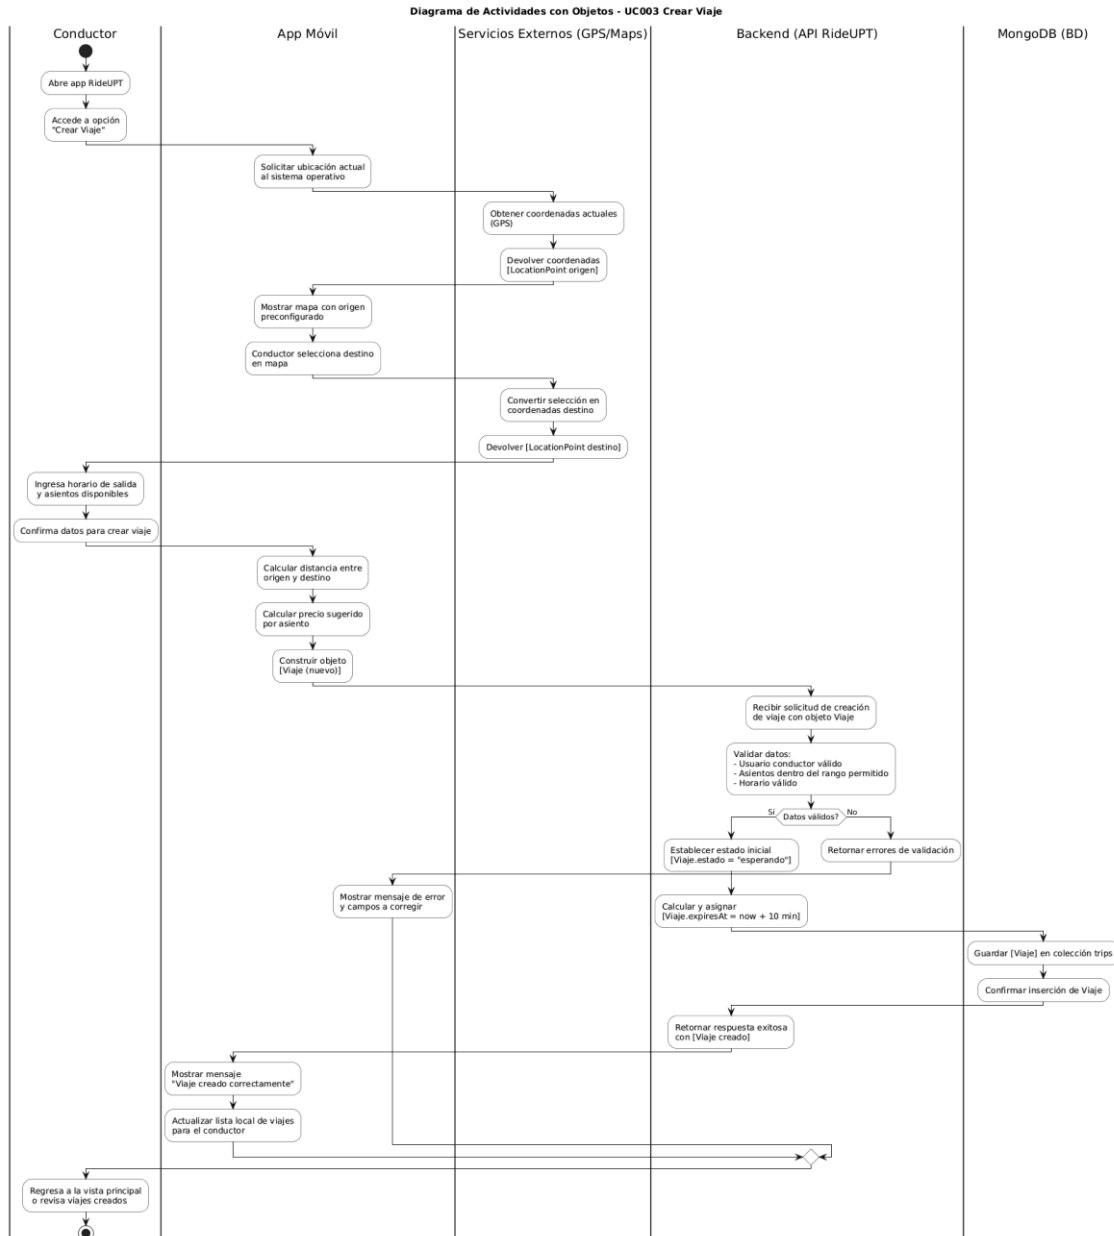 Diagrama de Actividades con Objetos - UC003 Crear Viaje
Conductor
App Móvil
Servicios Externos (GPS/Maps)
Backend (API RideUPT)
MongoDB (BD)
Abre app RideUPT
Accede a opción
"Crear Viaje"
Solicitar ubicación actual
al sistema operativo
Obtener coordenadas actuales
(GPS)
Devolver coordenadas
[LocationPoint origen]
Mostrar mapa con origen
preconfigurado
Conductor selecciona destino
en mapa
Convertir selección en
coordenadas destino
Devolver [LocationPoint destino]
Ingresa horario de salida
y asientos disponibles
Confirma datos para crear viaje
Calcular distancia entre
origen y destino
Calcular precio sugerido
por asiento
Construir objeto
[Viaje (nuevo)]
Recibir solicitud de creación
de viaje con objeto Viaje
Validar datos:
- Usuario conductor válido
- Asientos dentro del rango permitido
- Horario válido
Sí
Datos válidos?
No
Establecer estado inicial
[Viaje.estado = "esperando"]
Retornar errores de validación
Mostrar mensaje de error
y campos a corregir
Calcular y asignar
[Viaje.expiresAt = now + 10 min]
Guardar [Viaje] en colección trips
Confirmar inserción de Viaje
Retornar respuesta exitosa
con [Viaje creado]
Mostrar mensaje
"Viaje creado correctamente"
Actualizar lista local de viajes
para el conductor
Regresa a la vista principal
o revisa viajes creados